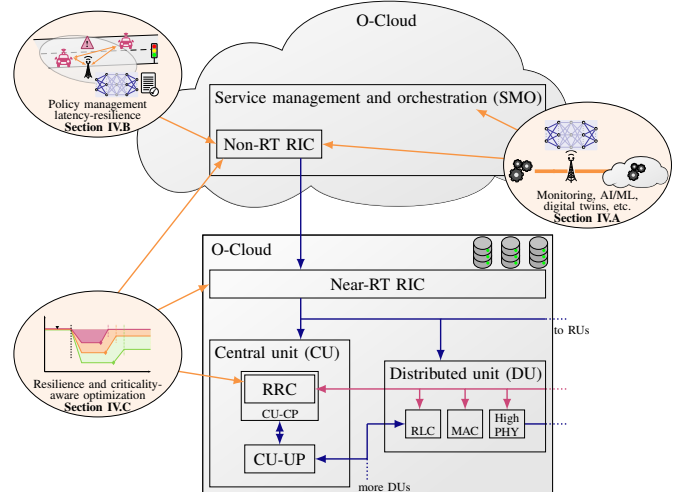 O-Cloud
Service management and orchestration (SMO)
Non-RT RIC
Policy management
latency-resilience
Section IV.B
Monitoring, AI/ML,
digital twins, etc.
Section IV.A
O-Cloud
Near-RT RIC
to RUs
Central unit (CU)
RRC
CU-CP
CU-UP
Distributed unit (DU)
RLC
MAC
High
PHY
more DUs
Resilience and criticality-
aware optimization
Section IV.C